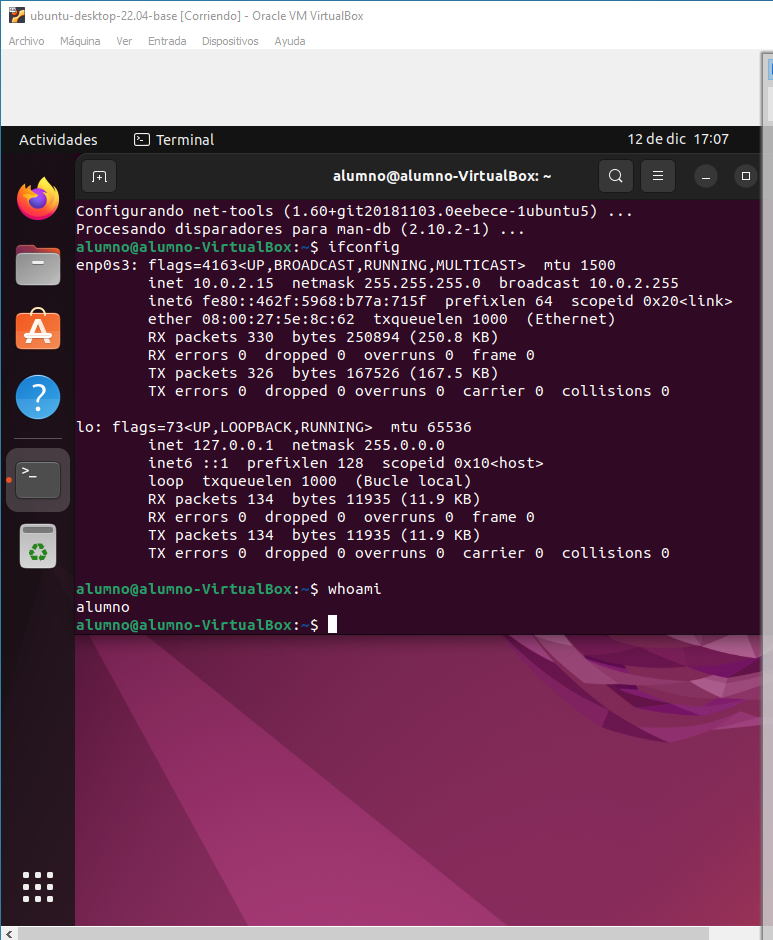 ubuntu-desktop-22.04-base [Corriendo] - Oracle VM VirtualBox
Archivo Máquina Ver Entrada Dispositivos Ayuda
Actividades Terminal 12 de dic 17:07
alumno@alumno-VirtualBox: ~
Configurando net-tools (1.60+git20181103.0eebece-1ubuntu5) ...
Procesando disparadores para man-db (2.10.2-1) ...
alumno@alumno-VirtualBox:~$ ifconfig
enp0s3: flags=4163<UP,BROADCAST,RUNNING,MULTICAST>  mtu 1500
        inet 10.0.2.15  netmask 255.255.255.0  broadcast 10.0.2.255
        inet6 fe80::462f:5968:b77a:715f  prefixlen 64  scopeid 0x20<link>
        ether 08:00:27:5e:8c:62  txqueuelen 1000  (Ethernet)
        RX packets 330  bytes 250894 (250.8 KB)
        RX errors 0  dropped 0  overruns 0  frame 0
        TX packets 326  bytes 167526 (167.5 KB)
        TX errors 0  dropped 0 overruns 0  carrier 0  collisions 0
lo: flags=73<UP,LOOPBACK,RUNNING>  mtu 65536
        inet 127.0.0.1  netmask 255.0.0.0
        inet6 ::1  prefixlen 128  scopeid 0x10<host>
        loop  txqueuelen 1000  (Bucle local)
        RX packets 134  bytes 11935 (11.9 KB)
        RX errors 0  dropped 0  overruns 0  frame 0
        TX packets 134  bytes 11935 (11.9 KB)
        TX errors 0  dropped 0 overruns 0  carrier 0  collisions 0
alumno@alumno-VirtualBox:~$ whoami
alumno
alumno@alumno-VirtualBox:~$